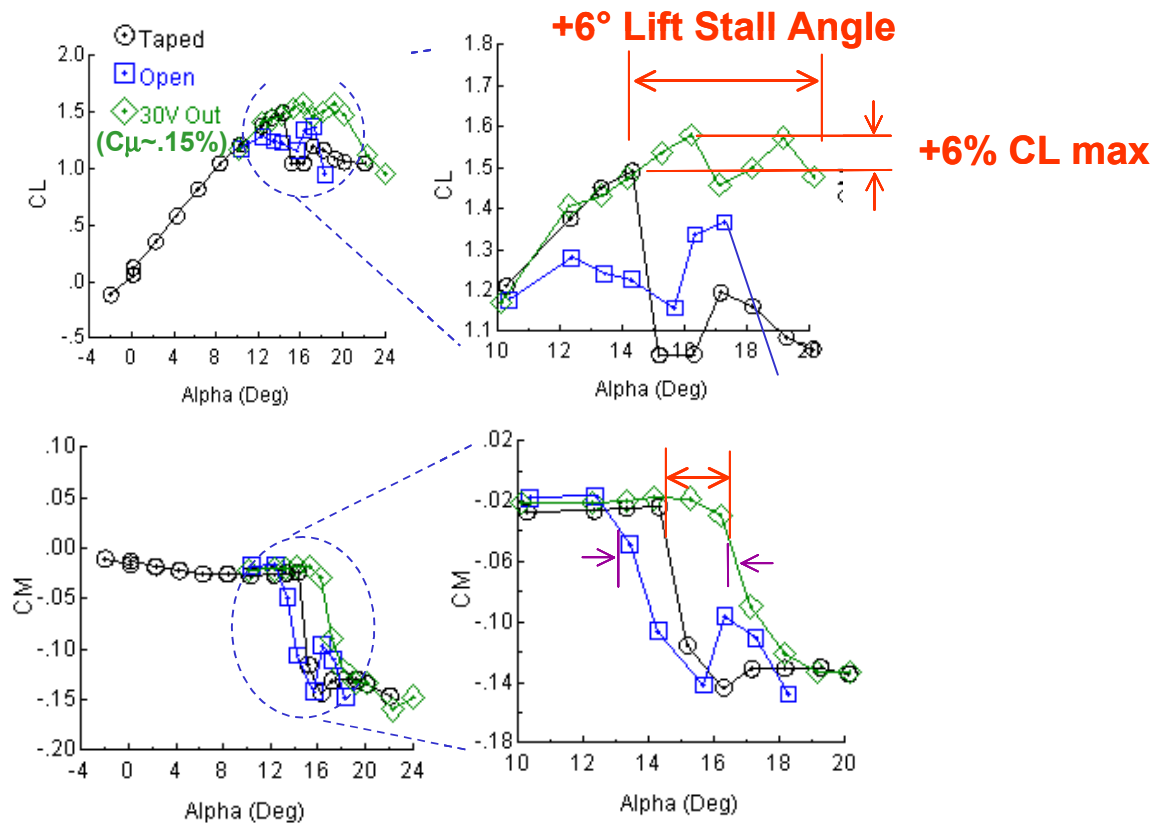 +6° Lift Stall Angle
+6% CL max
Taped
Open
30V Out
(Cμ~.15%)
2.0
1.5
1.0
.5
.0
-.5
CL
-4 0 4 8 12 16 20 24
Alpha (Deg)
1.8
1.7
1.6
1.5
1.4
1.3
1.2
1.1
CL
10 12 14 16 18 20
Alpha (Deg)
.10
.05
.00
-.05
-.10
-.15
-.20
CM
-4 0 4 8 12 16 20 24
Alpha (Deg)
.02
-.02
-.06
-.10
-.14
-.18
CM
10 12 14 16 18 20
Alpha (Deg)